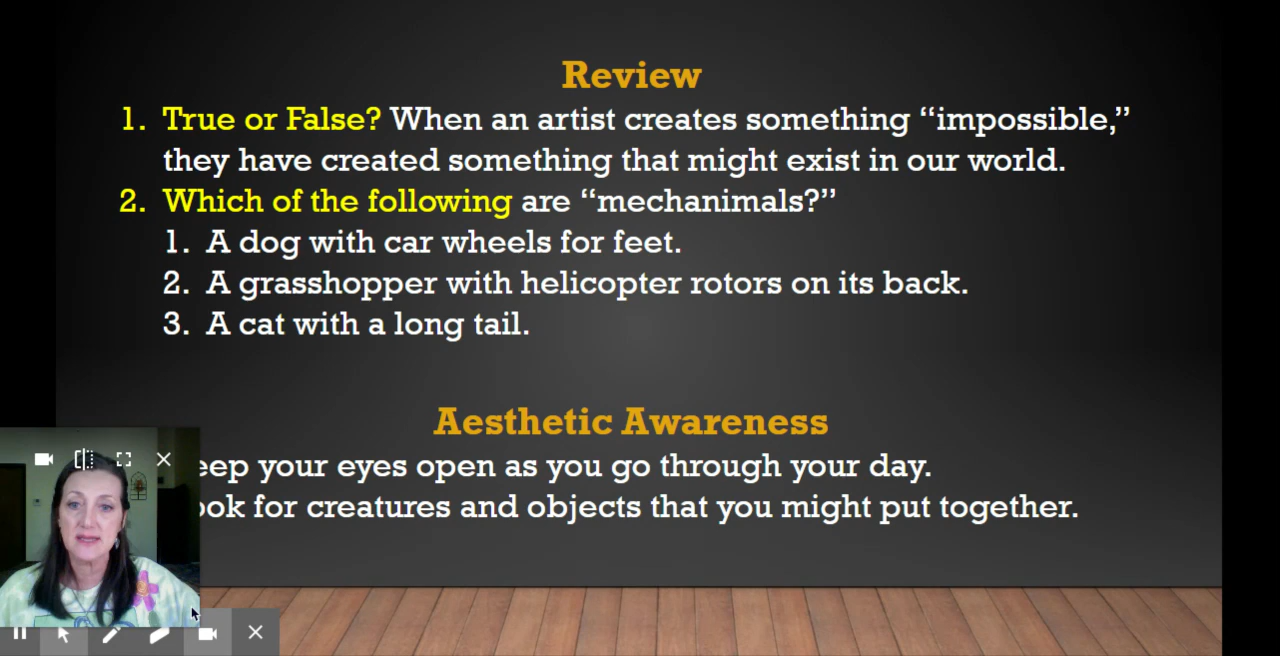 Review
1. True or False? When an artist creates something “impossible,”
they have created something that might exist in our world.
2. Which of the following are “mechanimals?”
1. A dog with car wheels for feet.
2. A grasshopper with helicopter rotors on its back.
3. A cat with a long tail.
Aesthetic Awareness
eep your eyes open as you go through your day.
ook for creatures and objects that you might put together.